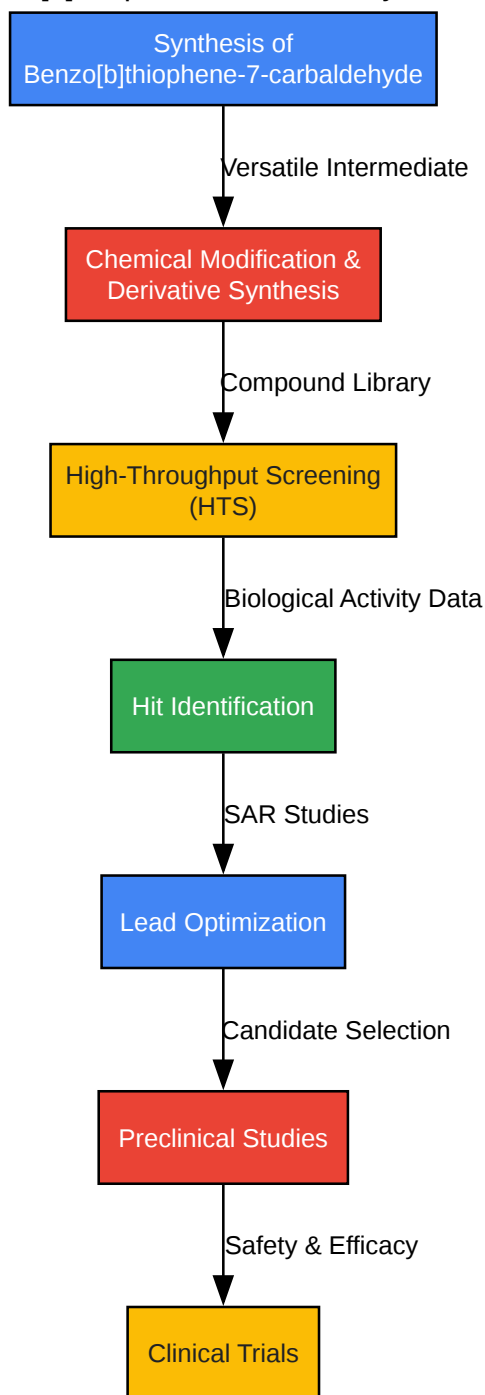 Synthesis of
Benzo[b]thiophene-7-carbaldehyde
Versatile Intermediate
Chemical Modification &
Derivative Synthesis
Compound Library
High-Throughput Screening
(HTS)
Biological Activity Data
Hit Identification
SAR Studies
Lead Optimization
Candidate Selection
Preclinical Studies
Safety & Efficacy
Clinical Trials